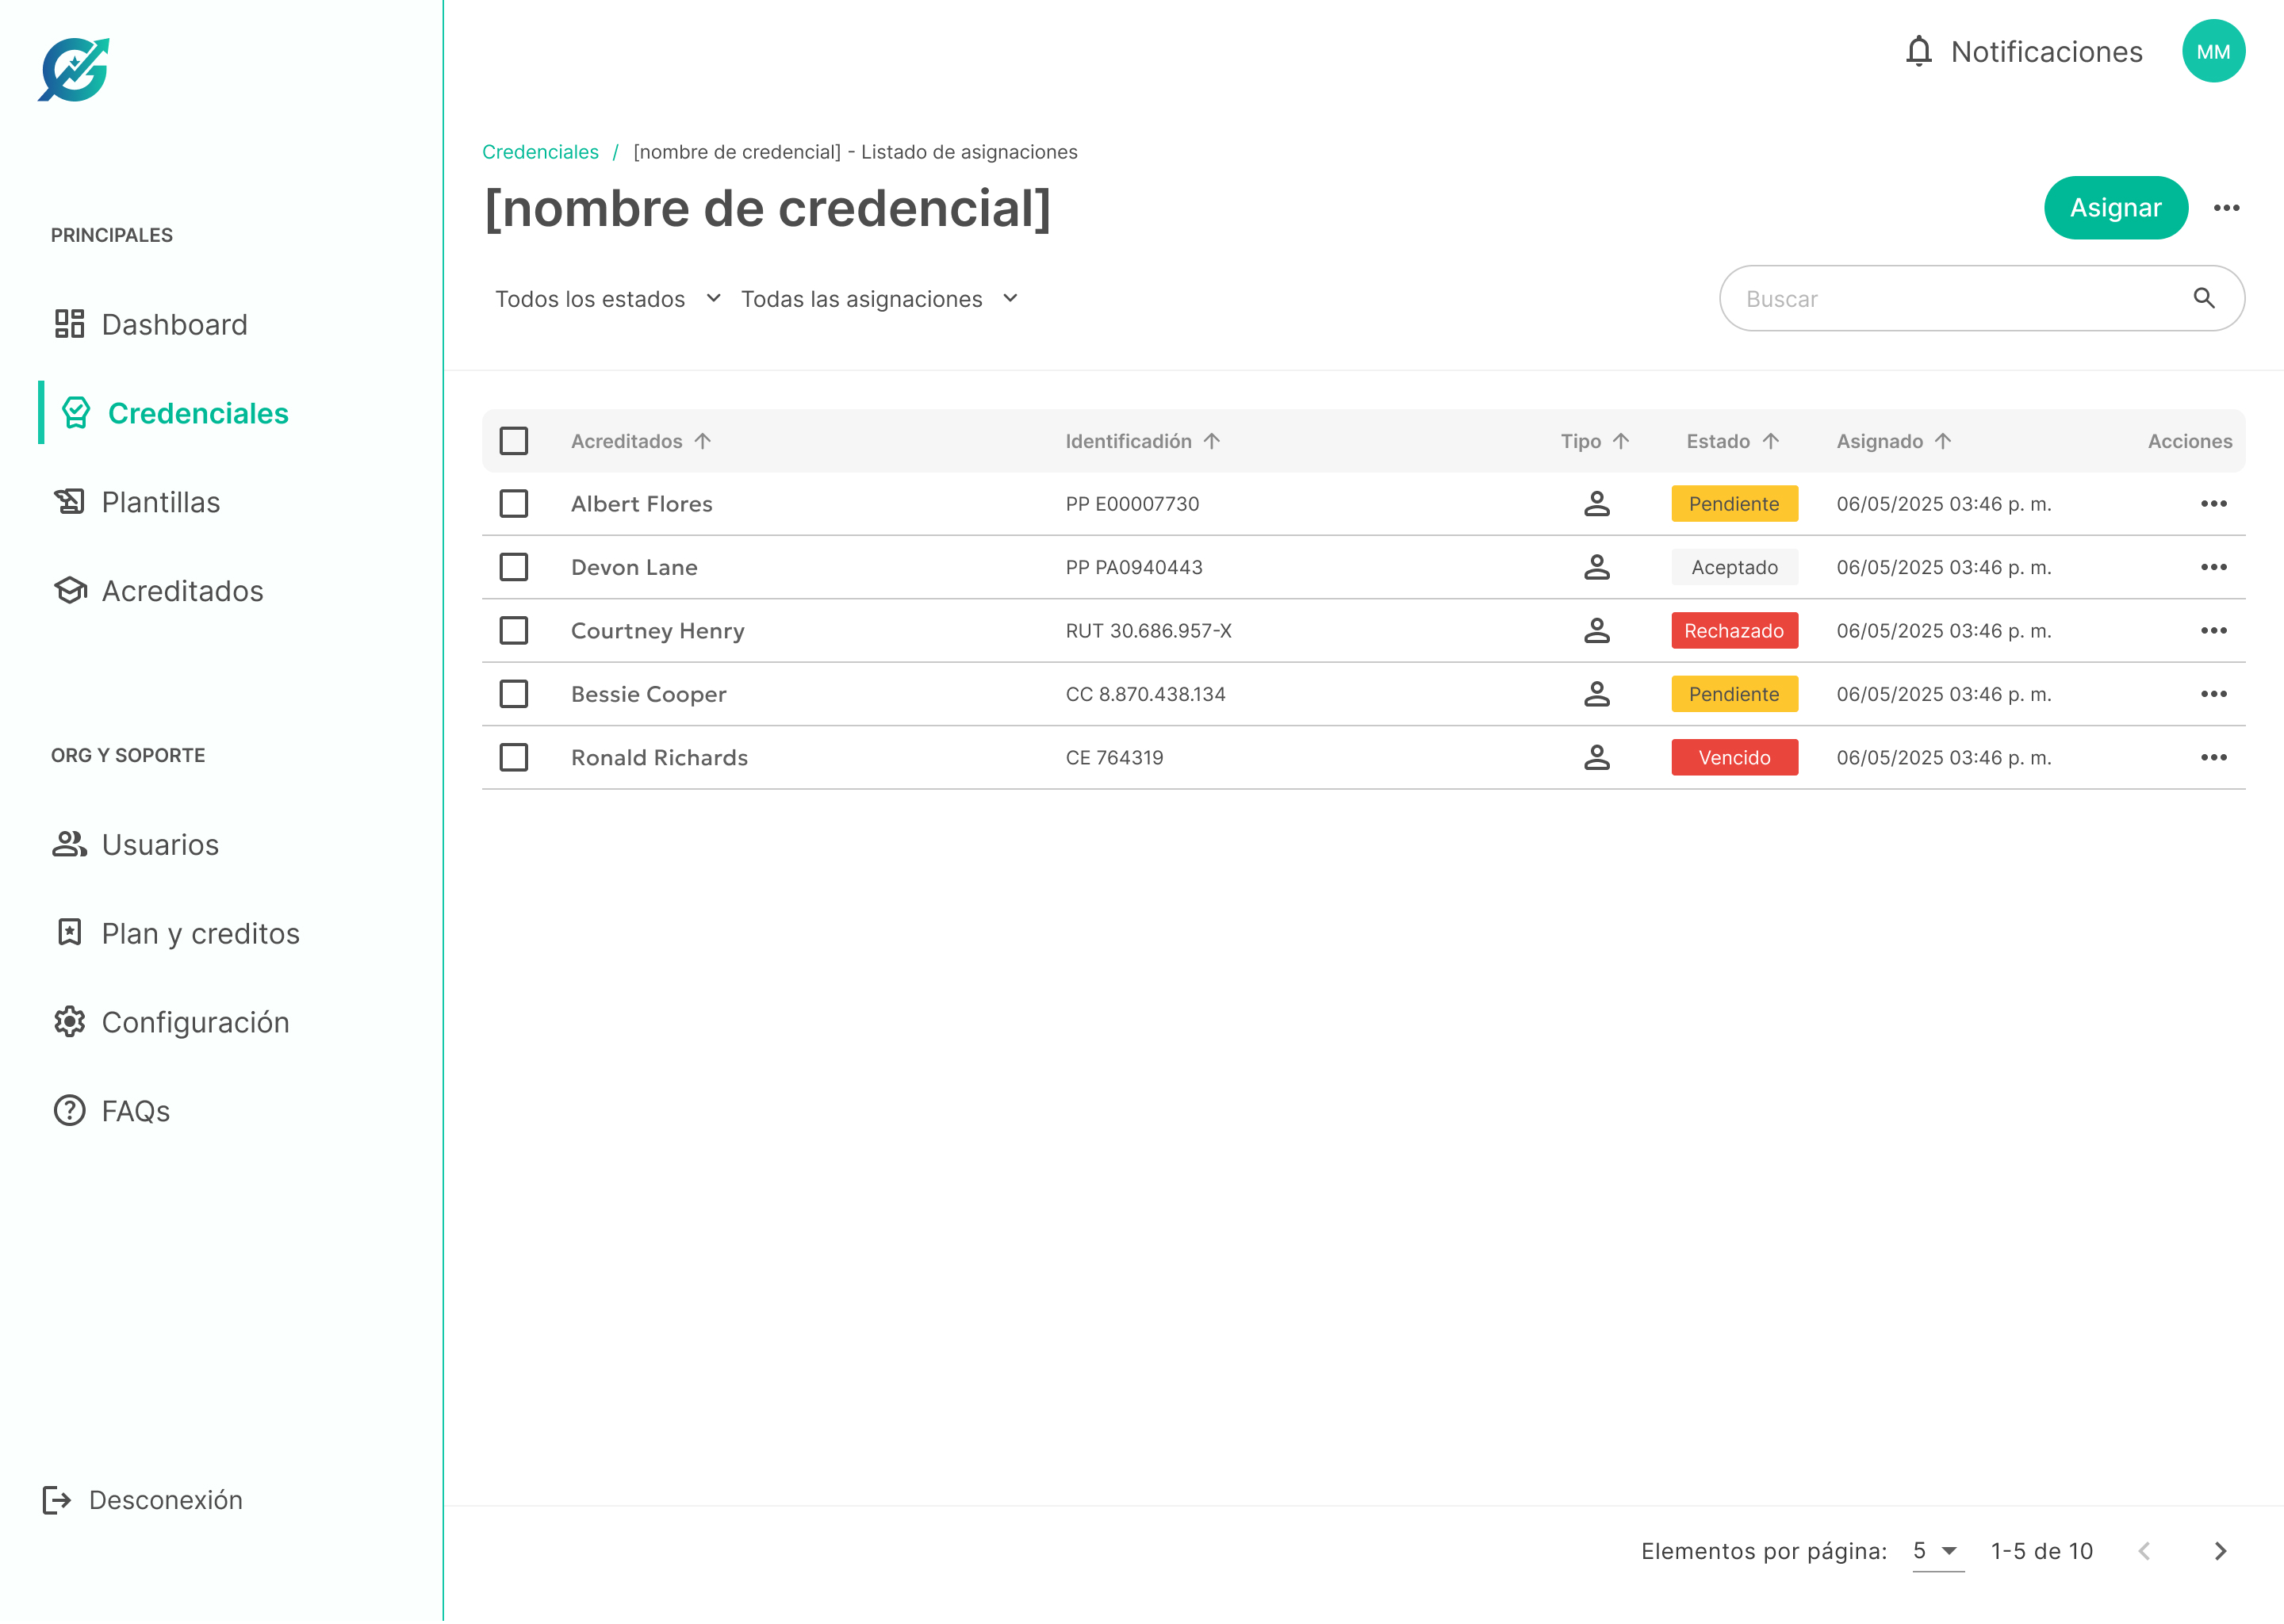 Notificaciones
MM
Credenciales / [nombre de credencial] - Listado de asignaciones
[nombre de credencial]
Asignar
Todos los estados
Todas las asignaciones
Buscar
PRINCIPALES
Dashboard
Credenciales
Plantillas
Acreditados
ORG Y SOPORTE
Usuarios
Plan y creditos
Configuración
FAQs
Desconexión
Acreditados Identificadión Tipo Estado Asignado Acciones
Albert Flores PP E00007730 Pendiente 06/05/2025 03:46 p. m.
Devon Lane PP PA0940443 Aceptado 06/05/2025 03:46 p. m.
Courtney Henry RUT 30.686.957-X Rechazado 06/05/2025 03:46 p. m.
Bessie Cooper CC 8.870.438.134 Pendiente 06/05/2025 03:46 p. m.
Ronald Richards CE 764319 Vencido 06/05/2025 03:46 p. m.
Elementos por página: 5 1-5 de 10